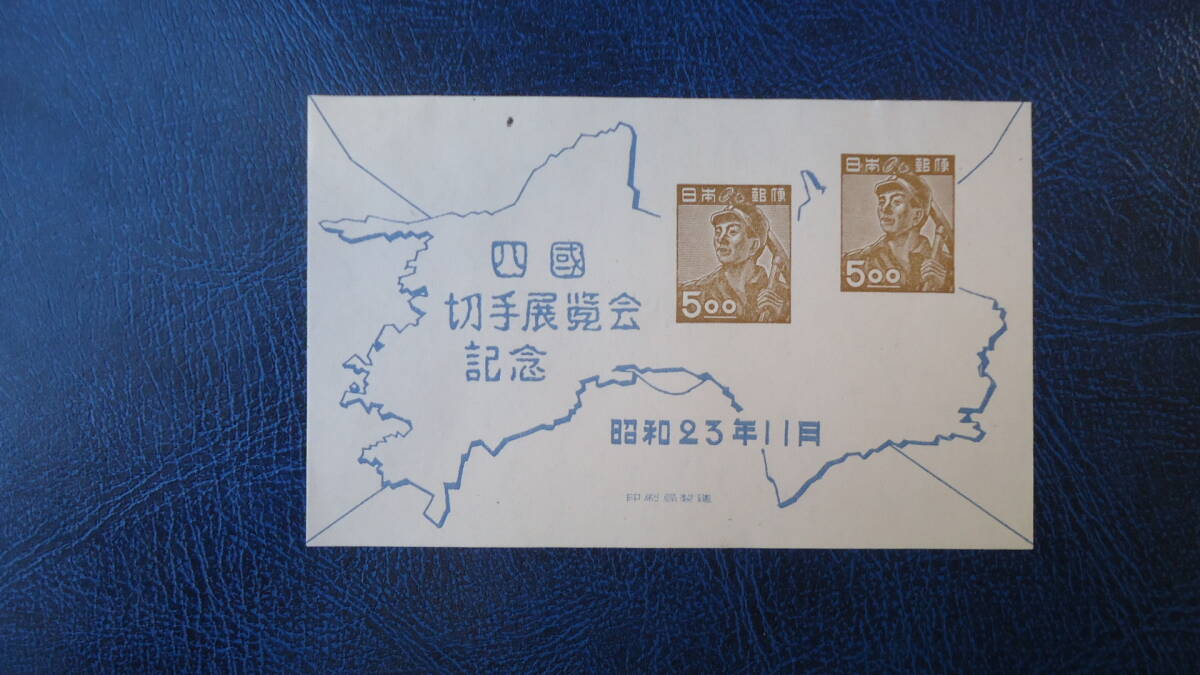 四國
切手展覧会
記念
日本郵便
5.00
日本郵便
5.00
昭和23年11月
印刷局製造